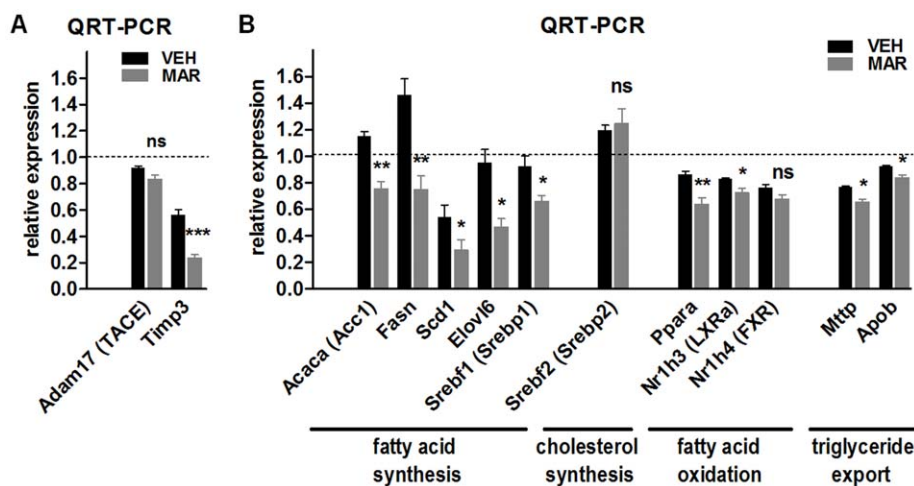 A
QRT-PCR
VEH
MAR
relative expression
1.6
1.4
1.2
1.0
0.8
0.6
0.4
0.2
0.0
ns
***
Adam17 (TACE)
Timp3
B
QRT-PCR
VEH
MAR
relative expression
1.6
1.4
1.2
1.0
0.8
0.6
0.4
0.2
0.0
**
**
*
*
*
ns
**
*
ns
*
*
Acaca (Acc1)
Fasn
Scd1
Elovl6
Srebf1 (Srebp1)
Srebf2 (Srebp2)
Ppara
Nr1h3 (LXRa)
Nr1h4 (FXR)
Mttp
Apob
fatty acid
synthesis
cholesterol
synthesis
fatty acid
oxidation
triglyceride
export